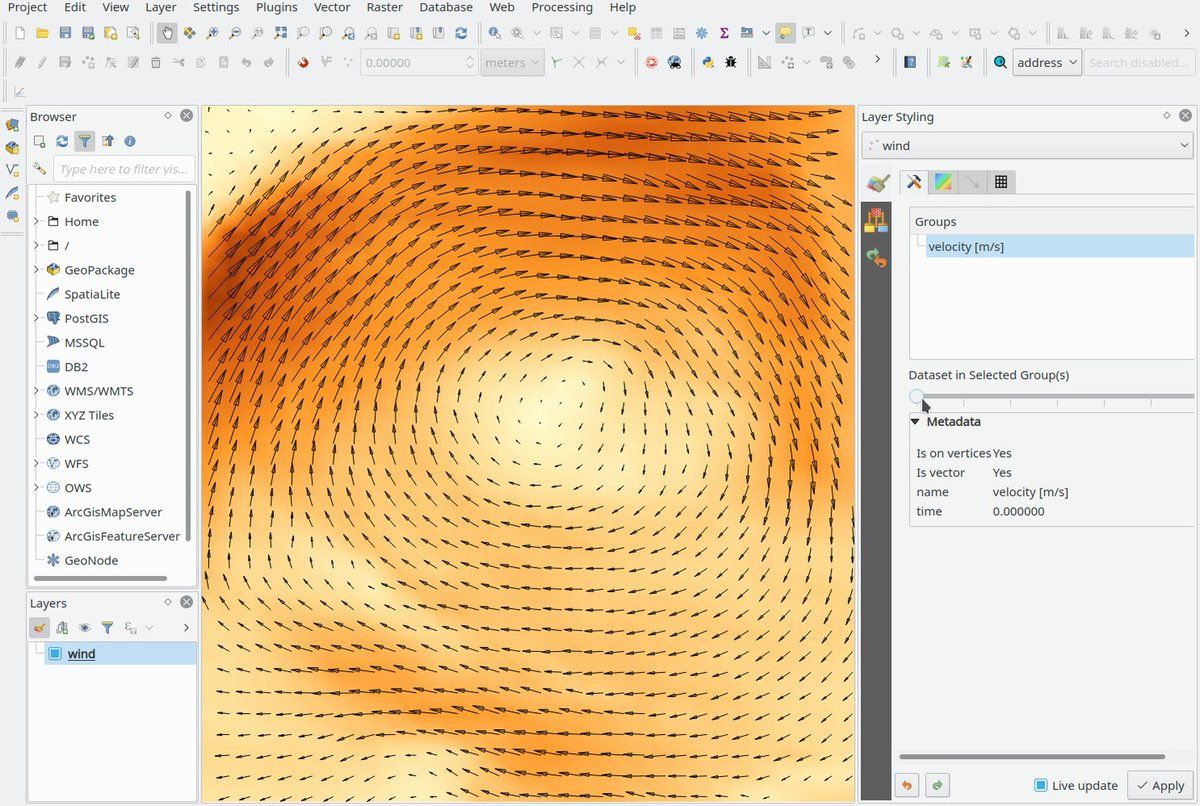 Project Edit View Layer Settings Plugins Vector Raster Database Web Processing Help
0.00000 meters address Search disabled...
Browser
Type here to filter vis...
Favorites
Home
/
GeoPackage
SpatiaLite
PostGIS
MSSQL
DB2
WMS/WMTS
XYZ Tiles
WCS
WFS
OWS
ArcGisMapServer
ArcGisFeatureServer
GeoNode
Layers
wind
Layer Styling
wind
Groups
velocity [m/s]
Dataset in Selected Group(s)
Metadata
Is on vertices Yes
Is vector Yes
name velocity [m/s]
time 0.000000
Live update Apply